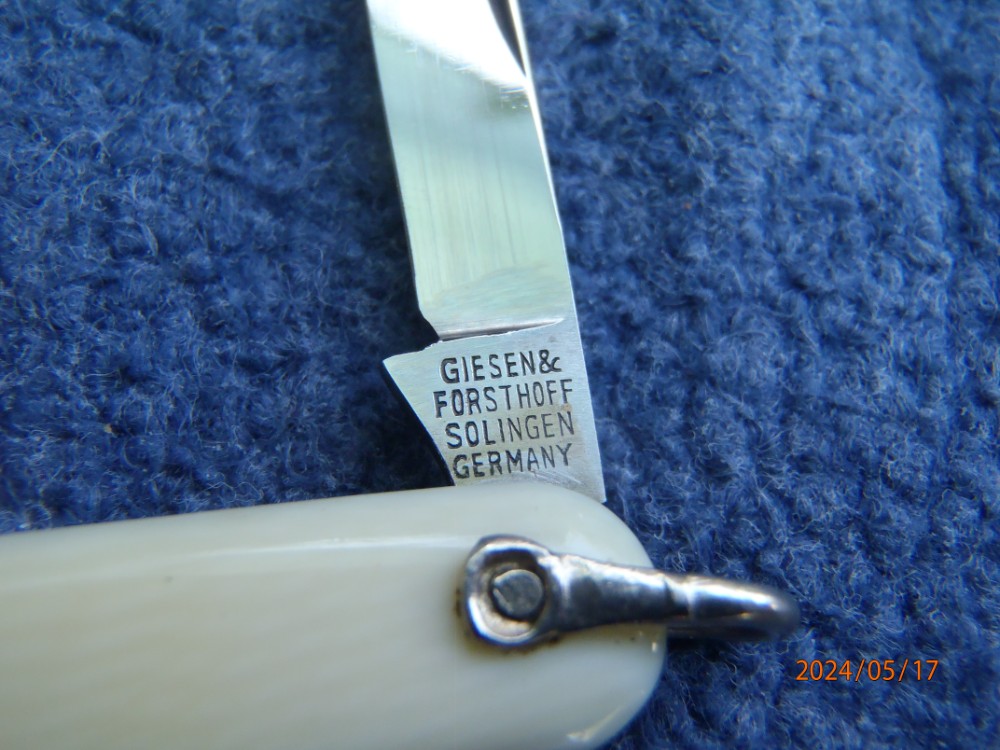 GIESEN&
FORSTHOFF
SOLINGEN
GERMANY
2024/05/17